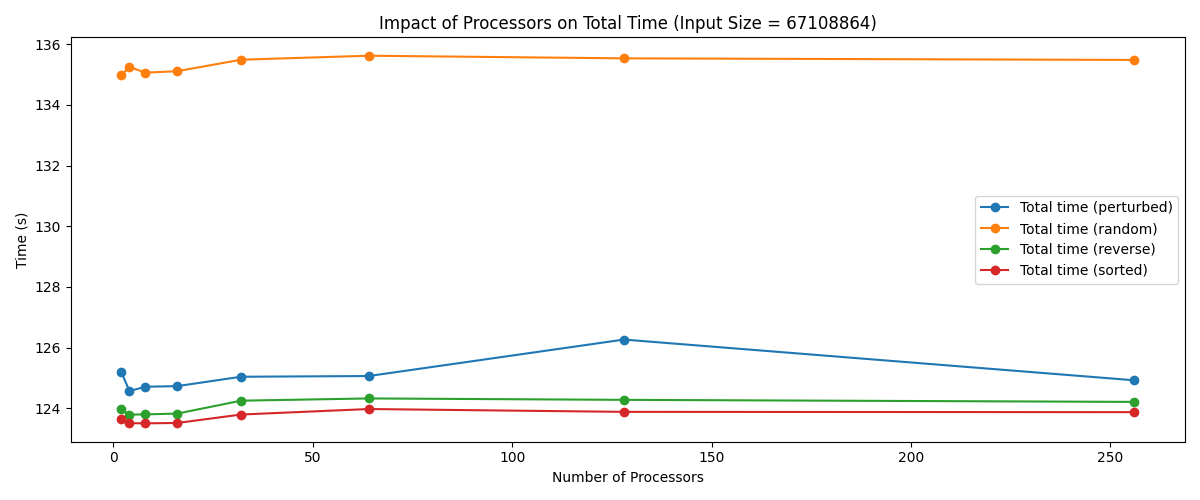 Impact of Processors on Total Time (Input Size = 67108864)
136
134
132
130
128
126
124
Time (s)
Total time (perturbed)
Total time (random)
Total time (reverse)
Total time (sorted)
0 50 100 150 200 250
Number of Processors